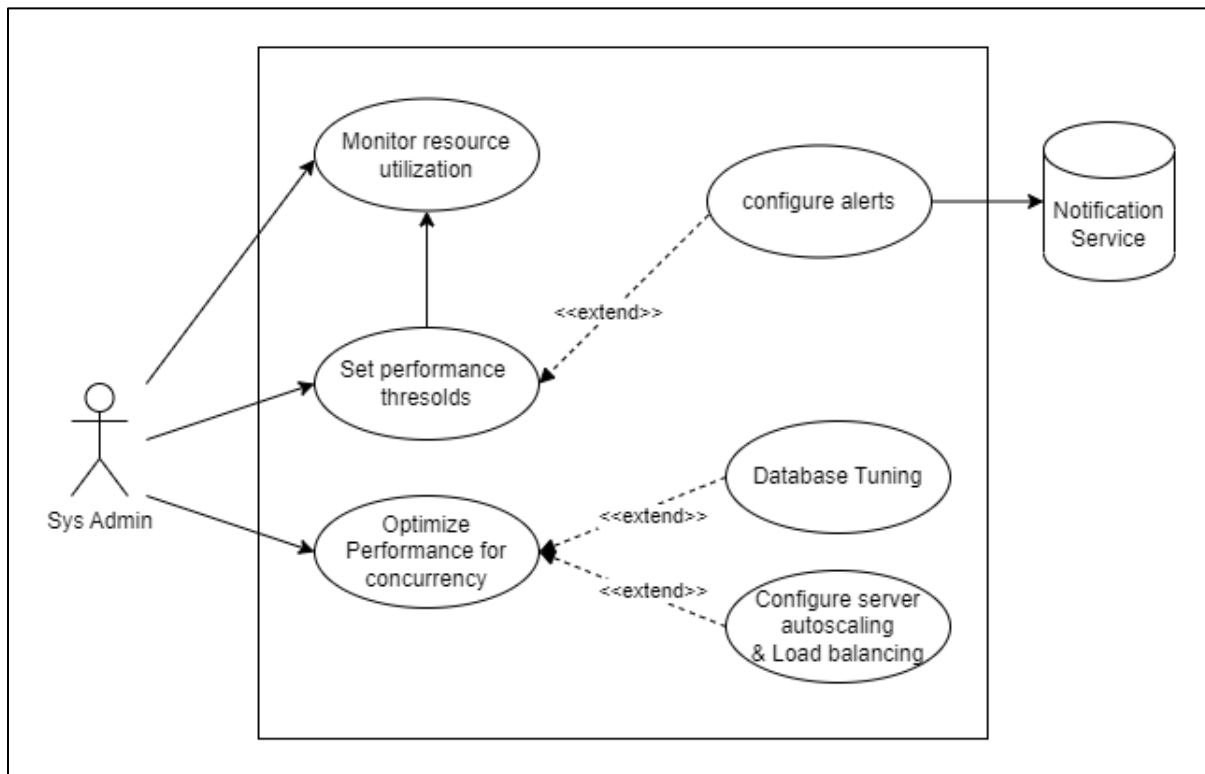 Monitor resource
utilization
configure alerts
Notification
Service
<<extend>>
Set performance
thresolds
Sys Admin
Database Tuning
<<extend>>
Optimize
Performance for
concurrency
<<extend>>
Configure server
autoscaling
& Load balancing